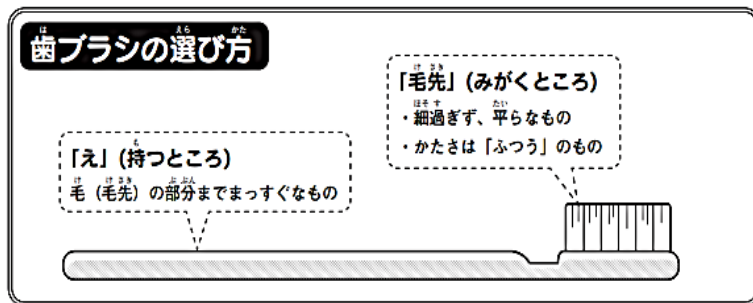 歯ブラシの選び方
「毛先」(みがくところ)
・細過ぎず、平らなもの
・かたさは「ふつう」のもの
「え」(持つところ)
毛(毛先)の部分までまっすぐなもの